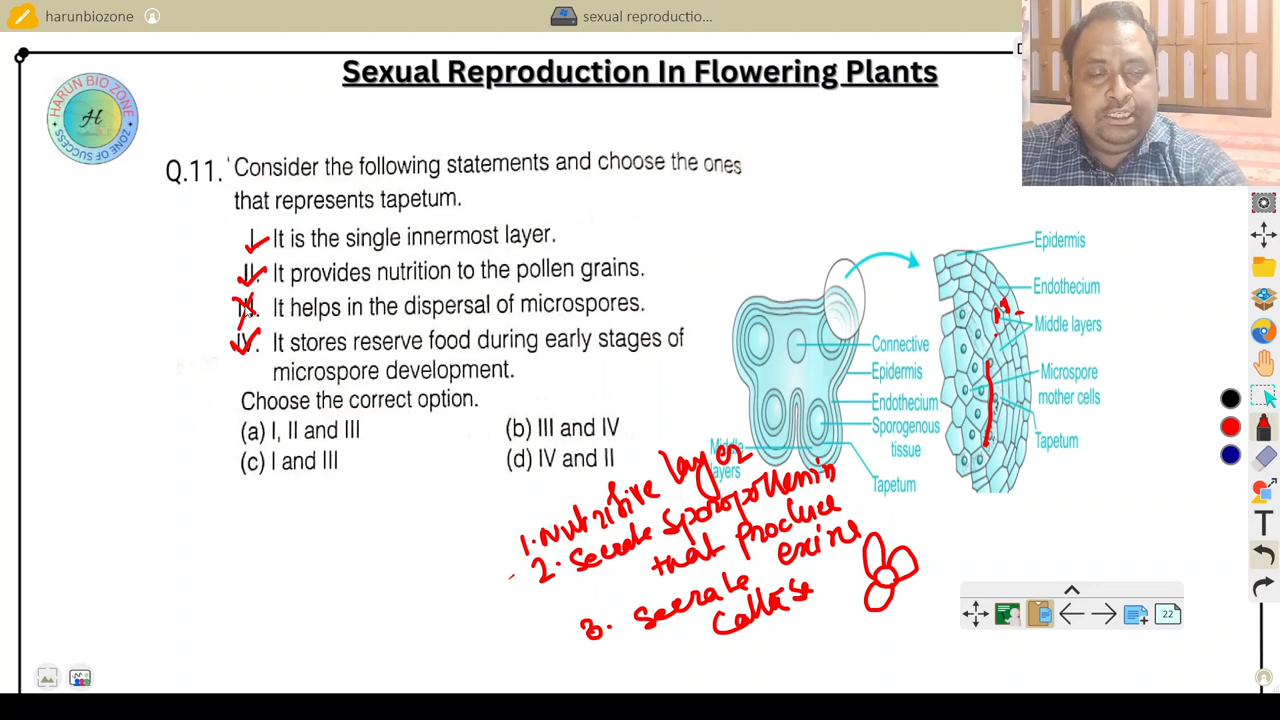 harunbiozone
sexual reproductio...
Sexual Reproduction In Flowering Plants
HARUN BIO ZONE
H
ZONE OF SUCCESS
Q.11. Consider the following statements and choose the ones
that represents tapetum.
I. It is the single innermost layer.
II. It provides nutrition to the pollen grains.
III. It helps in the dispersal of microspores.
IV. It stores reserve food during early stages of
microspore development.
Choose the correct option.
(a) I, II and III
(b) III and IV
(c) I and III
(d) IV and II
Connective
Epidermis
Endothecium
Sporogenous
tissue
Middle
layers
Tapetum
Epidermis
Endothecium
Middle layers
Microspore
mother cells
Tapetum
1. Nutritive layer
2. Secrate Sporopollenin
that produce
exine
3. Secrate
Callase
T
22